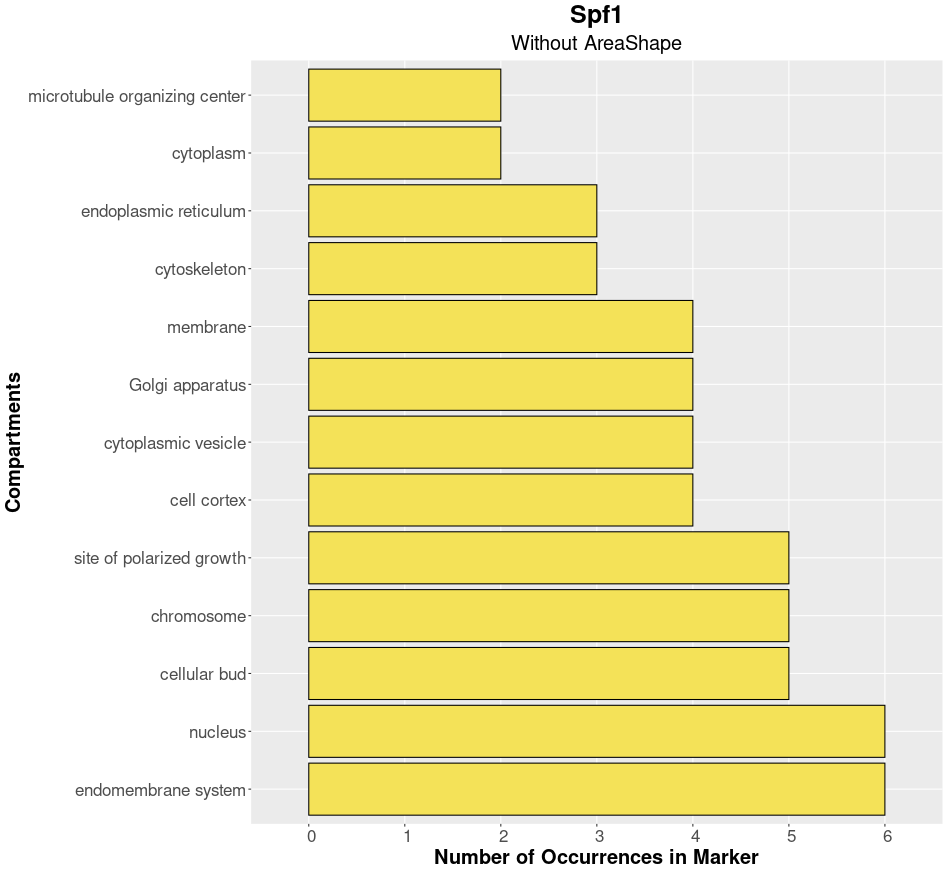 Spf1
Without AreaShape
microtubule organizing center
cytoplasm
endoplasmic reticulum
cytoskeleton
membrane
Golgi apparatus
cytoplasmic vesicle
cell cortex
site of polarized growth
chromosome
cellular bud
nucleus
endomembrane system
Compartments
0 1 2 3 4 5 6
Number of Occurrences in Marker